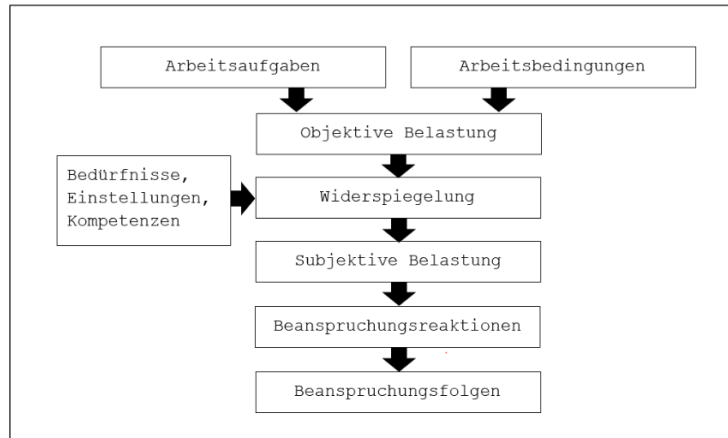 Arbeitsaufgaben
Arbeitsbedingungen
Objektive Belastung
Bedürfnisse,
Einstellungen,
Kompetenzen
Widerspiegelung
Subjektive Belastung
Beanspruchungsreaktionen
Beanspruchungsfolgen